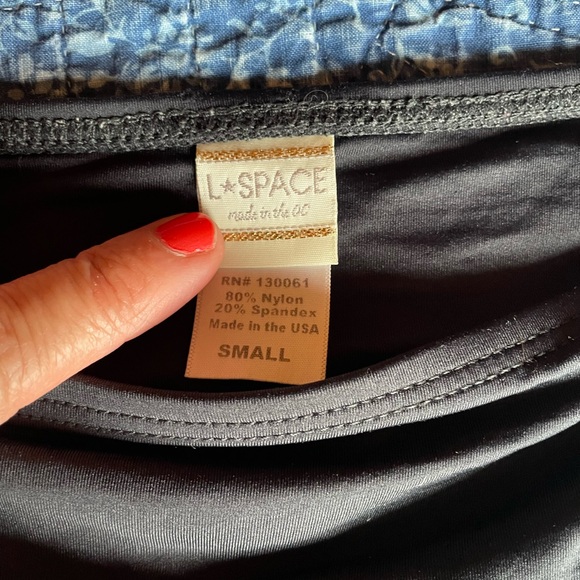 L★SPACE
made in the OC
RN# 130061
80% Nylon
20% Spandex
Made in the USA
SMALL